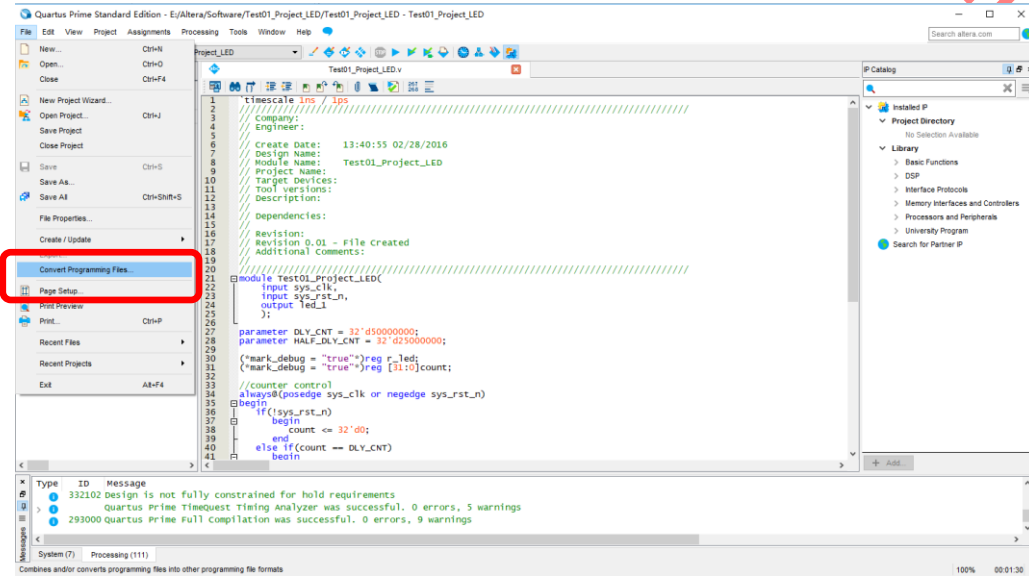 Quartus Prime Standard Edition - E:/Altera/Software/Test01_Project_LED/Test01_Project_LED - Test01_Project_LED
File Edit View Project Assignments Processing Tools Window Help
Search altera.com
New... Ctrl+N
Open... Ctrl+O
Close Ctrl+F4
New Project Wizard...
Open Project... Ctrl+J
Save Project
Close Project
Save Ctrl+S
Save As...
Save All Ctrl+Shift+S
File Properties...
Create / Update
Export...
Convert Programming Files...
Page Setup...
Print Preview
Print... Ctrl+P
Recent Files
Recent Projects
Exit Alt+F4
Project_LED
Test01_Project_LED.v
267
268
1 `timescale 1ns / 1ps
2 //////////////////////////////////////////////////////////////////////////////////
3 // Company:
4 // Engineer:
5 //
6 // Create Date: 13:40:55 02/28/2016
7 // Design Name:
8 // Module Name: Test01_Project_LED
9 // Project Name:
10 // Target Devices:
11 // Tool versions:
12 // Description:
13 //
14 // Dependencies:
15 //
16 // Revision:
17 // Revision 0.01 - File Created
18 // Additional Comments:
19 //
20 //////////////////////////////////////////////////////////////////////////////////
21 module Test01_Project_LED(
22 input sys_clk,
23 input sys_rst_n,
24 output led_1
25 );
26
27 parameter DLY_CNT = 32'd50000000;
28 parameter HALF_DLY_CNT = 32'd25000000;
29
30 (*mark_debug = "true"*)reg r_led;
31 (*mark_debug = "true"*)reg [31:0]count;
32
33 //counter control
34 always@(posedge sys_clk or negedge sys_rst_n)
35 begin
36 if(!sys_rst_n)
37 begin
38 count <= 32'd0;
39 end
40 else if(count == DLY_CNT)
41 begin
IP Catalog
Installed IP
Project Directory
No Selection Available
Library
Basic Functions
DSP
Interface Protocols
Memory Interfaces and Controllers
Processors and Peripherals
University Program
Search for Partner IP
+ Add...
Type ID Message
332102 Design is not fully constrained for hold requirements
Quartus Prime TimeQuest Timing Analyzer was successful. 0 errors, 5 warnings
293000 Quartus Prime Full Compilation was successful. 0 errors, 9 warnings
Messages
System (7) Processing (111)
Combines and/or converts programming files into other programming file formats
100% 00:01:30